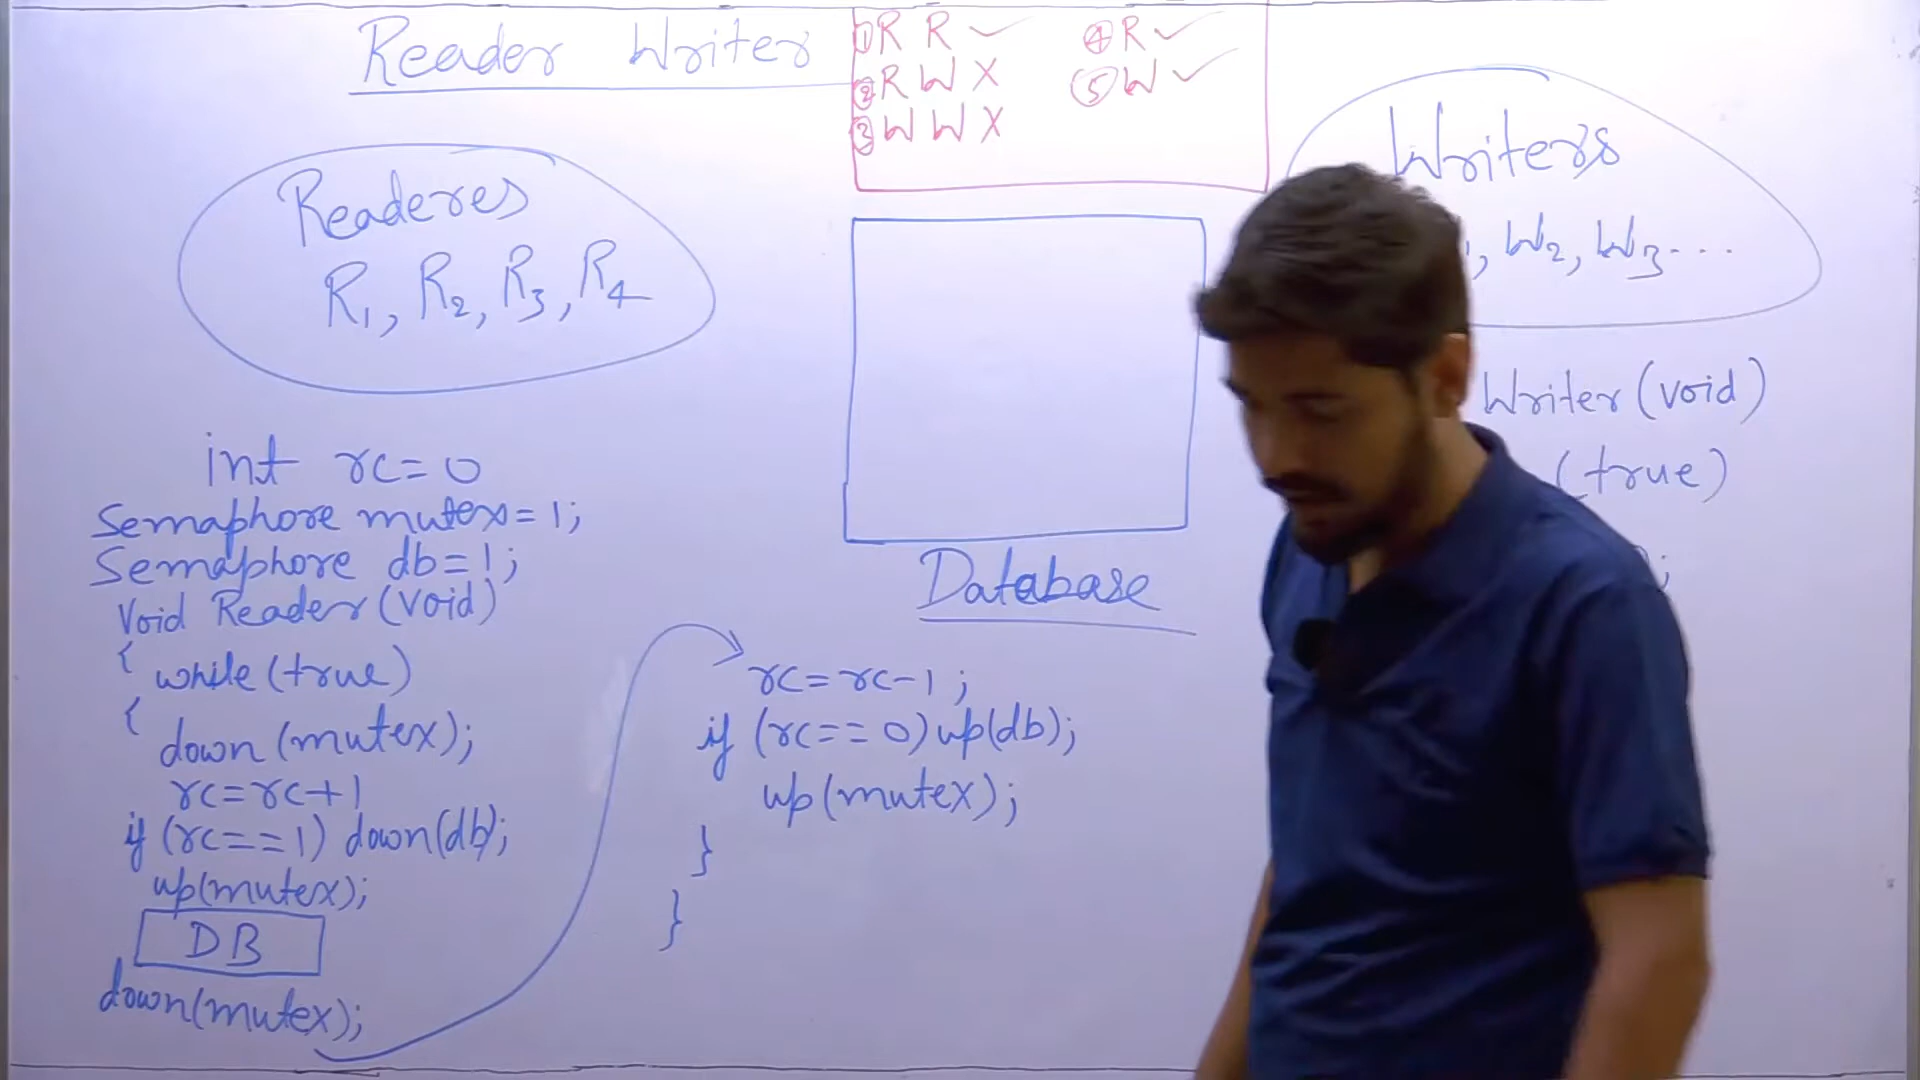 Reader Writer
① R R ✓
② R W X
③ W W X
④ R ✓
⑤ W ✓
Readeres
R1, R2, R3, R4
Writers
, W2, W3....
Database
int rc=0
Semaphore mutex=1;
Semaphore db=1;
Void Reader(void)
{ while(true)
{ down(mutex);
rc=rc+1
if (rc==1) down(db);
up(mutex);
DB
down(mutex);
rc=rc-1;
if (rc==0) up(db);
up(mutex);
}
}
Writer(void)
(true)
;